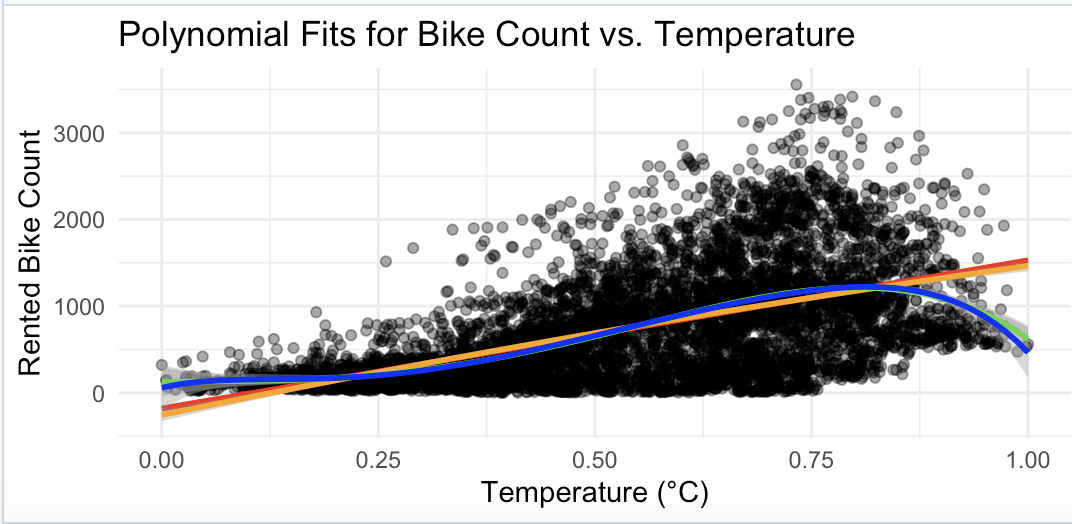 Polynomial Fits for Bike Count vs. Temperature
Rented Bike Count
3000
2000
1000
0
0.00 0.25 0.50 0.75 1.00
Temperature (°C)